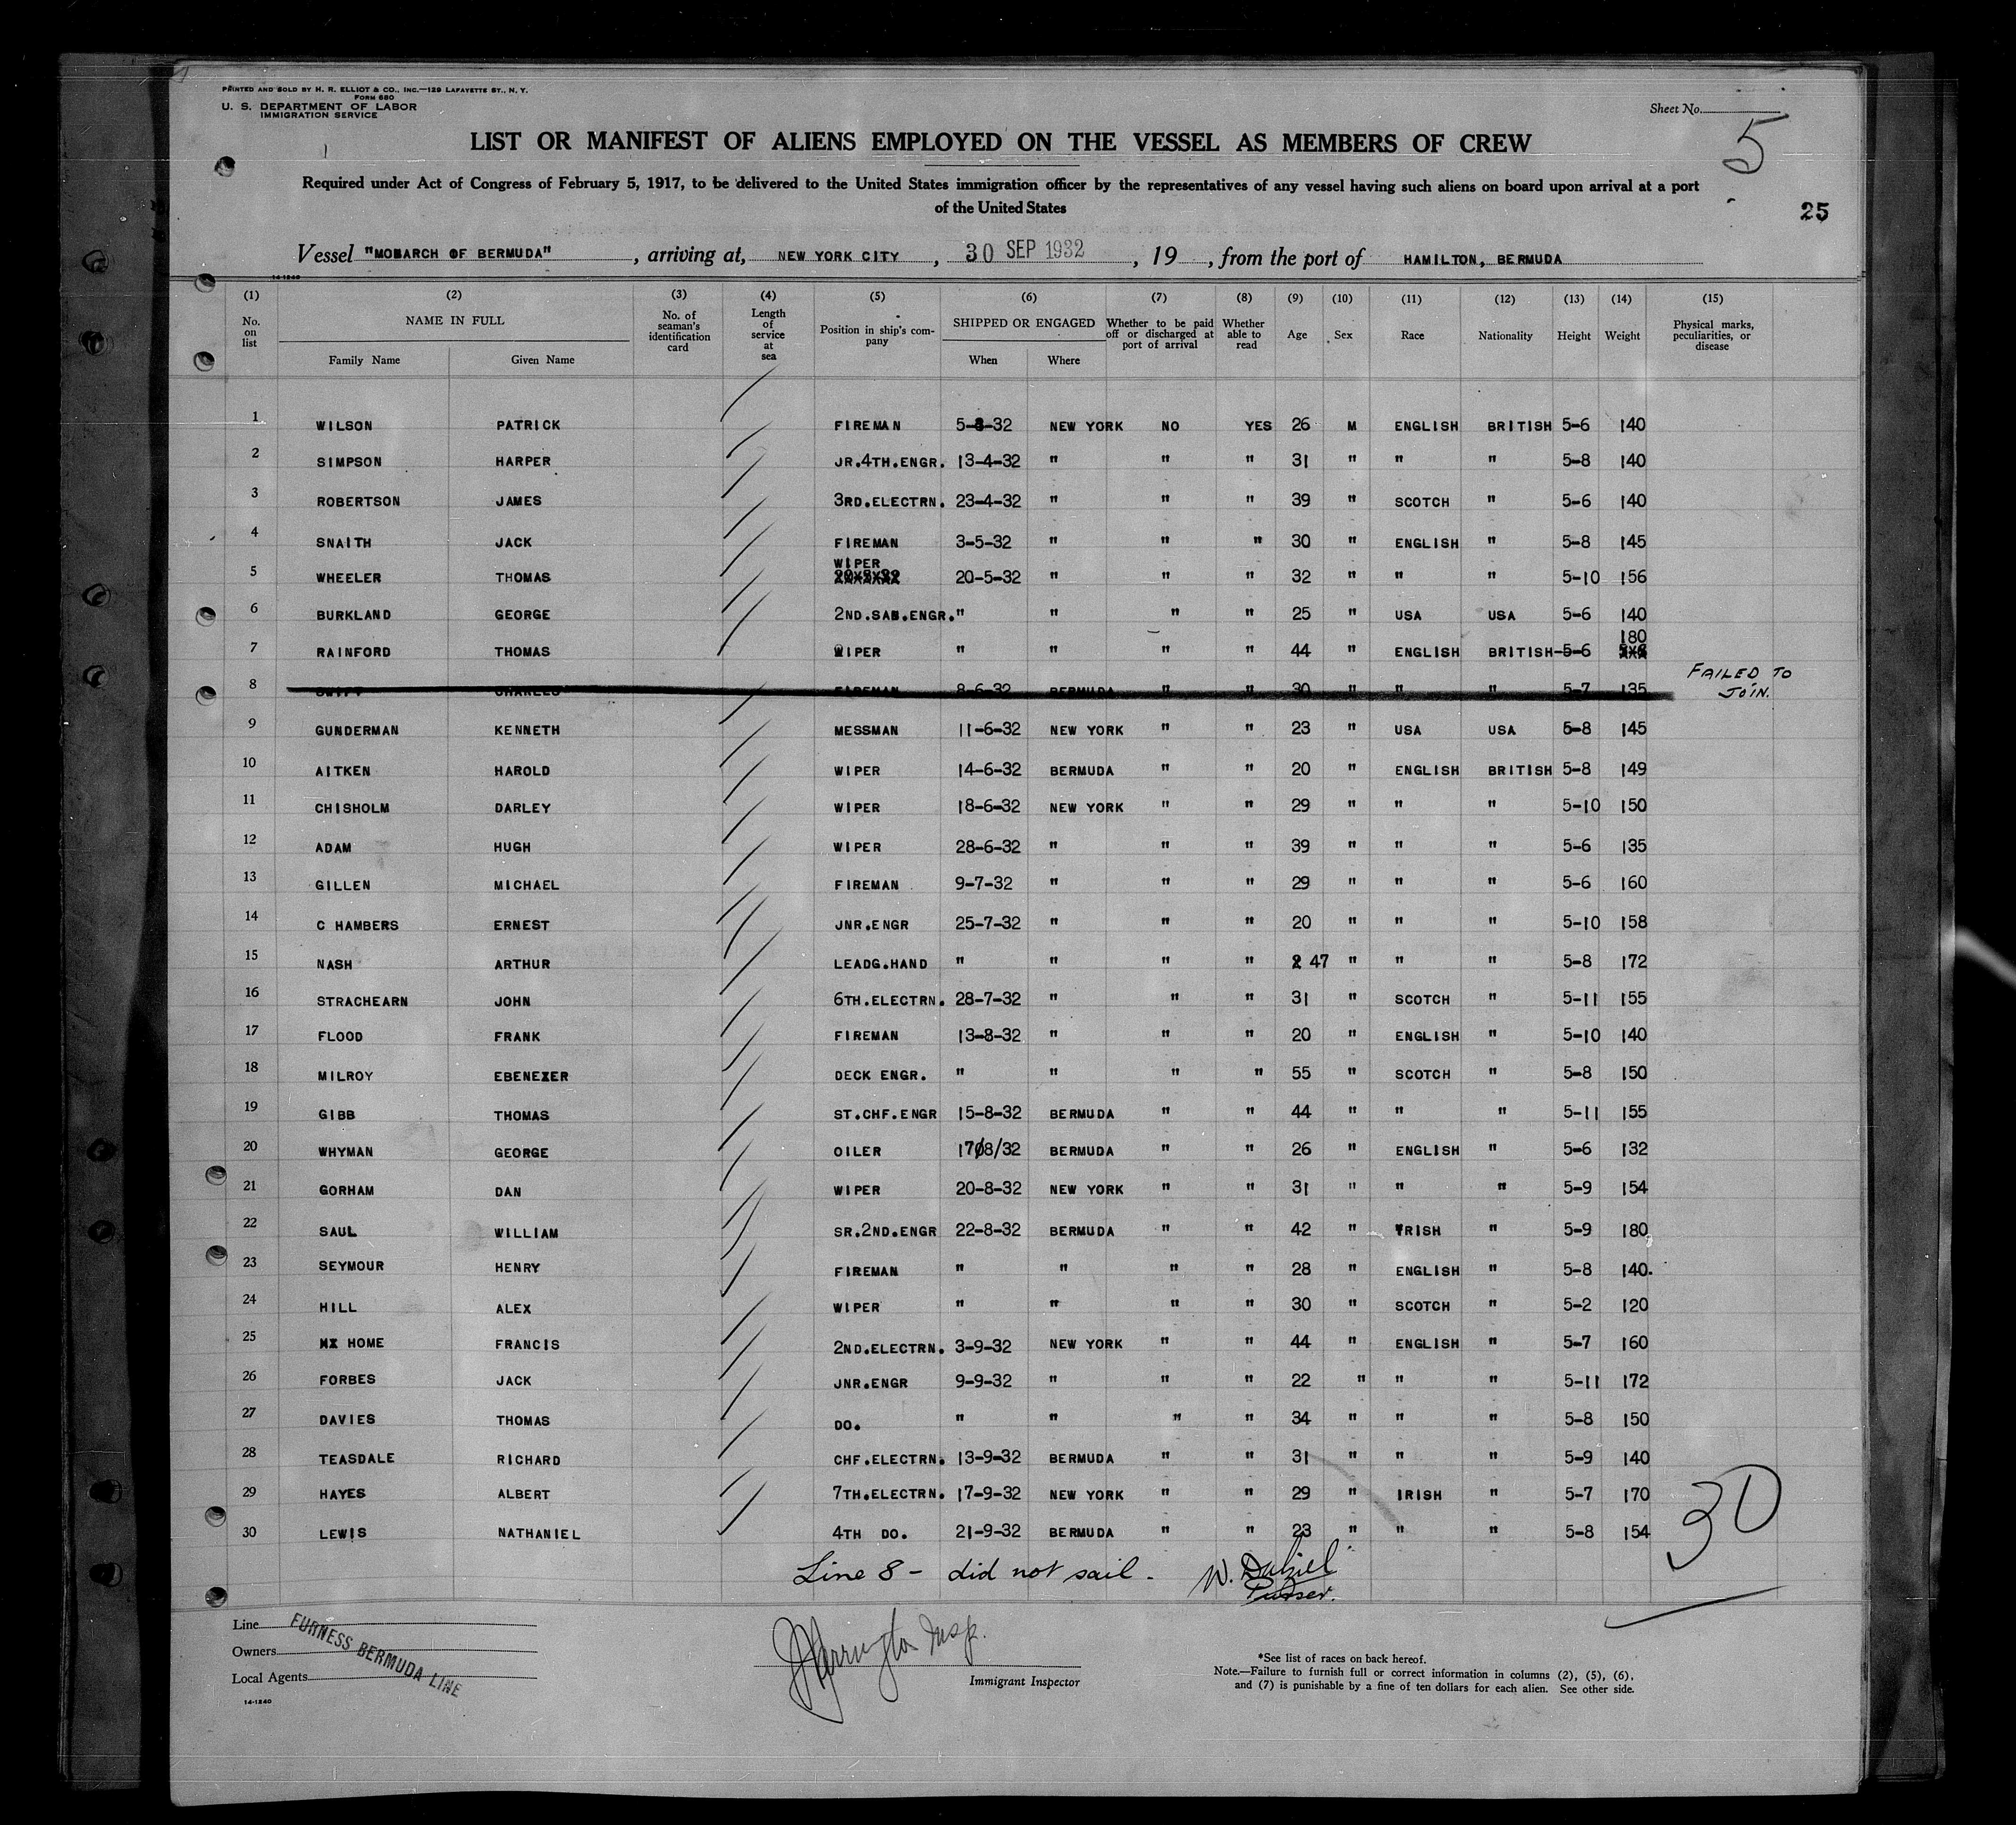 PRINTED AND SOLD BY H. R. ELLIOT & CO., INC.—129 LAFAYETTE ST., N. Y.
FORM 680
U. S. DEPARTMENT OF LABOR
IMMIGRATION SERVICE
Sheet No.
5
LIST OR MANIFEST OF ALIENS EMPLOYED ON THE VESSEL AS MEMBERS OF CREW
Required under Act of Congress of February 5, 1917, to be delivered to the United States immigration officer by the representatives of any vessel having such aliens on board upon arrival at a port
of the United States
25
Vessel "MONARCH OF BERMUDA", arriving at, NEW YORK CITY, 30 SEP 1932, 19, from the port of HAMILTON, BERMUDA
14-1240
(1) (2) (3) (4) (5) (6) (7) (8) (9) (10) (11) (12) (13) (14) (15)
No. on list NAME IN FULL Family Name Given Name No. of seaman's identification card Length of service at sea Position in ship's company SHIPPED OR ENGAGED When Where Whether to be paid off or discharged at port of arrival Whether able to read Age Sex Race Nationality Height Weight Physical marks, peculiarities, or disease
1 WILSON PATRICK FIREMAN 5-8-32 NEW YORK NO YES 26 M ENGLISH BRITISH 5-6 140
2 SIMPSON HARPER JR.4TH.ENGR. 13-4-32 " " " 31 " " " 5-8 140
3 ROBERTSON JAMES 3RD.ELECTRN. 23-4-32 " " " 39 " SCOTCH " 5-6 140
4 SNAITH JACK FIREMAN 3-5-32 " " " 30 " ENGLISH " 5-8 145
5 WHEELER THOMAS WIPER 20-5-32 " " " 32 " " " 5-10 156
6 BURKLAND GEORGE 2ND.SAB.ENGR. " " " " 25 " USA USA 5-6 140
7 RAINFORD THOMAS WIPER " " " " 44 " ENGLISH BRITISH-5-6 180
8 SWIFT CHARLES FIREMAN 8-6-32 BERMUDA " " 30 " " " 5-7 135 FAILED TO JOIN.
9 GUNDERMAN KENNETH MESSMAN 11-6-32 NEW YORK " " 23 " USA USA 5-8 145
10 AITKEN HAROLD WIPER 14-6-32 BERMUDA " " 20 " ENGLISH BRITISH 5-8 149
11 CHISHOLM DARLEY WIPER 18-6-32 NEW YORK " " 29 " " " 5-10 150
12 ADAM HUGH WIPER 28-6-32 " " " 39 " " " 5-6 135
13 GILLEN MICHAEL FIREMAN 9-7-32 " " " 29 " " " 5-6 160
14 C HAMBERS ERNEST JNR.ENGR 25-7-32 " " " 20 " " " 5-10 158
15 NASH ARTHUR LEADG.HAND " " " " 47 " " " 5-8 172
16 STRACHEARN JOHN 6TH.ELECTRN. 28-7-32 " " " 31 " SCOTCH " 5-11 155
17 FLOOD FRANK FIREMAN 13-8-32 " " " 20 " ENGLISH " 5-10 140
18 MILROY EBENEZER DECK ENGR. " " " " 55 " SCOTCH " 5-8 150
19 GIBB THOMAS ST.CHF.ENGR 15-8-32 BERMUDA " " 44 " " " 5-11 155
20 WHYMAN GEORGE OILER 17/8/32 BERMUDA " " 26 " ENGLISH " 5-6 132
21 GORHAM DAN WIPER 20-8-32 NEW YORK " " 31 " " " 5-9 154
22 SAUL WILLIAM SR.2ND.ENGR 22-8-32 BERMUDA " " 42 " IRISH " 5-9 180
23 SEYMOUR HENRY FIREMAN " " " " 28 " ENGLISH " 5-8 140.
24 HILL ALEX WIPER " " " " 30 " SCOTCH " 5-2 120
25 HOME FRANCIS 2ND.ELECTRN. 3-9-32 NEW YORK " " 44 " ENGLISH " 5-7 160
26 FORBES JACK JNR.ENGR 9-9-32 " " " 22 " " " 5-11 172
27 DAVIES THOMAS DO. " " " " 34 " " " 5-8 150
28 TEASDALE RICHARD CHF.ELECTRN. 13-9-32 BERMUDA " " 31 " " " 5-9 140
29 HAYES ALBERT 7TH.ELECTRN. 17-9-32 NEW YORK " " 29 " IRISH " 5-7 170
30 LEWIS NATHANIEL 4TH DO. 21-9-32 BERMUDA " " 23 " " " 5-8 154
30
Line 8 - did not sail. W. Dalziel
Purser.
Line
Owners
Local Agents
FURNESS BERMUDA LINE
14-1240
JJ Harrington Insp.
Immigrant Inspector
*See list of races on back hereof.
Note.—Failure to furnish full or correct information in columns (2), (5), (6),
and (7) is punishable by a fine of ten dollars for each alien. See other side.